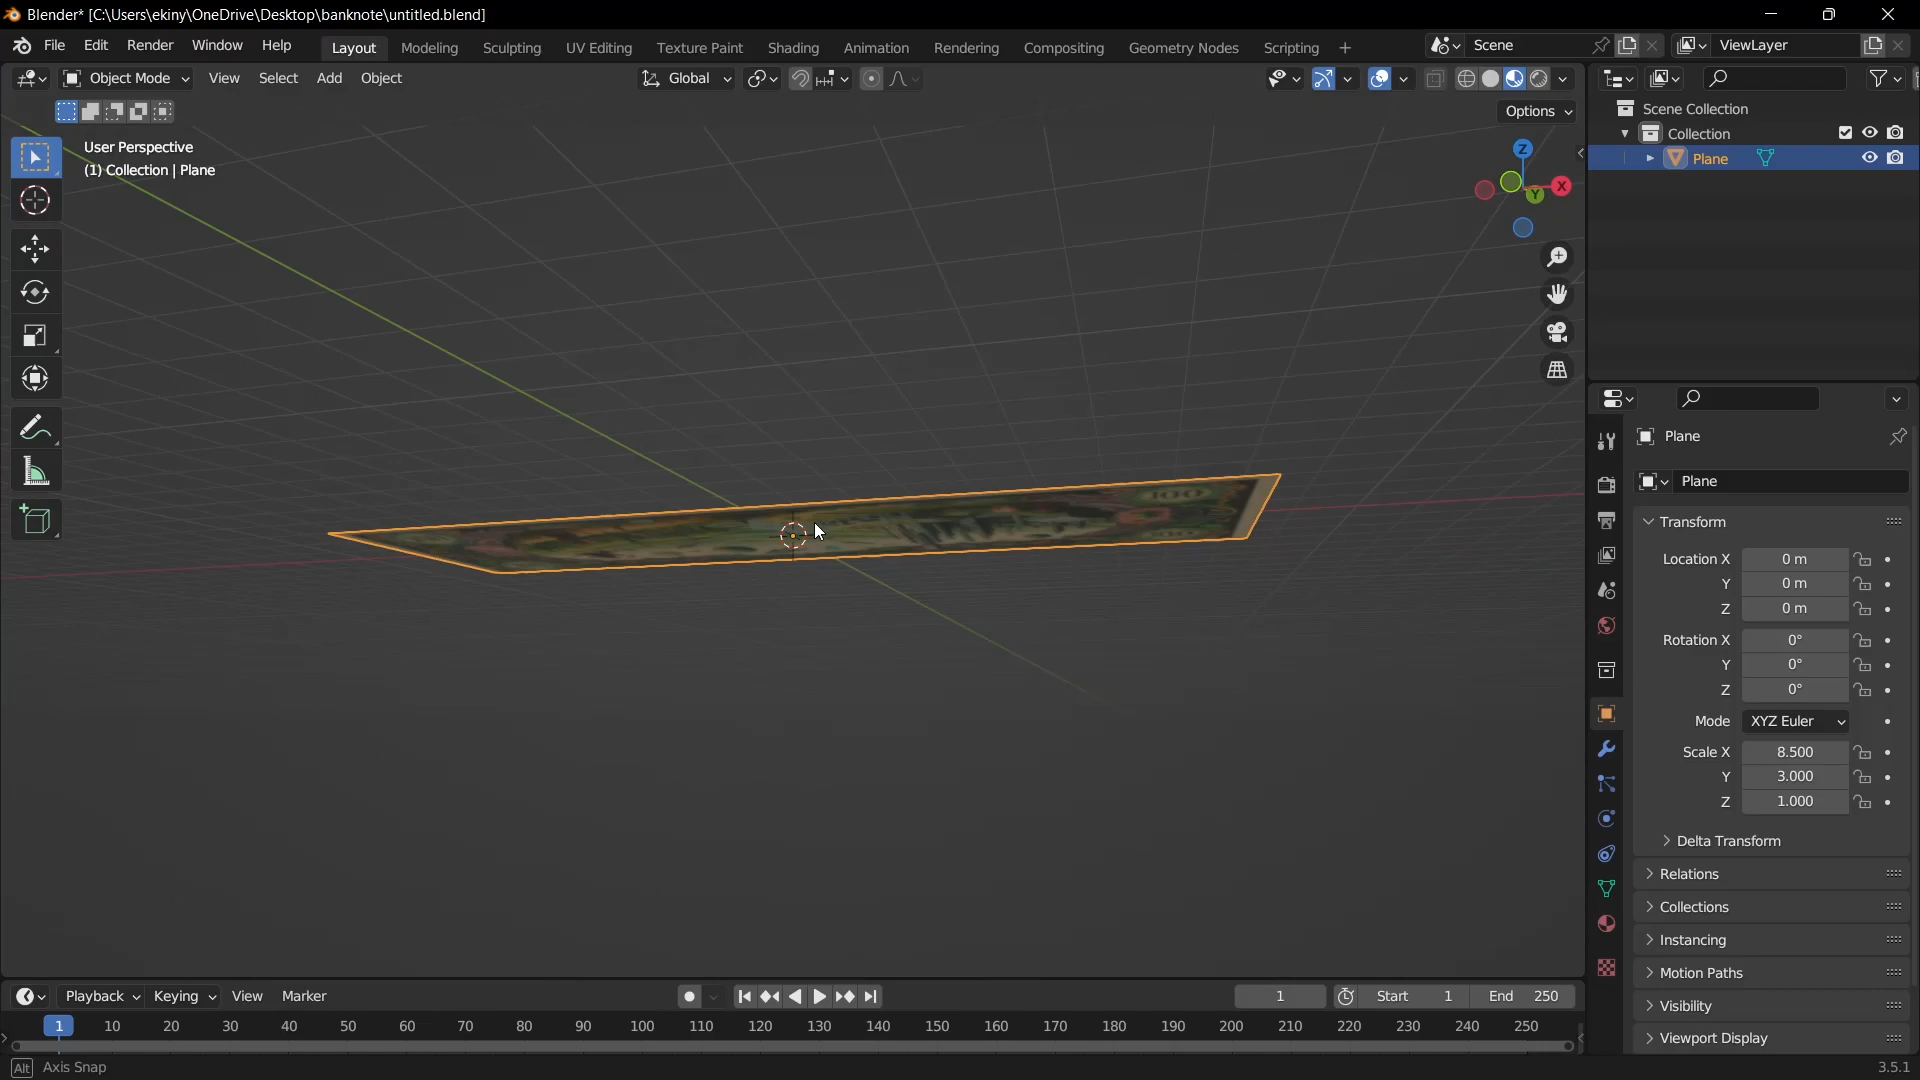 Blender* [C:\Users\ekiny\OneDrive\Desktop\banknote\untitled.blend]
File Edit Render Window Help Layout Modeling Sculpting UV Editing Texture Paint Shading Animation Rendering Compositing Geometry Nodes Scripting + Scene ViewLayer
Object Mode View Select Add Object Global
Options
User Perspective
(1) Collection | Plane
Z
X
Y
100
Scene Collection
Collection
Plane
Plane
Plane
Transform
Location X 0 m
Y 0 m
Z 0 m
Rotation X 0°
Y 0°
Z 0°
Mode XYZ Euler
Scale X 8.500
Y 3.000
Z 1.000
Delta Transform
Relations
Collections
Instancing
Motion Paths
Visibility
Viewport Display
Playback Keying View Marker 1 Start 1 End 250
1 10 20 30 40 50 60 70 80 90 100 110 120 130 140 150 160 170 180 190 200 210 220 230 240 250
Alt Axis Snap 3.5.1